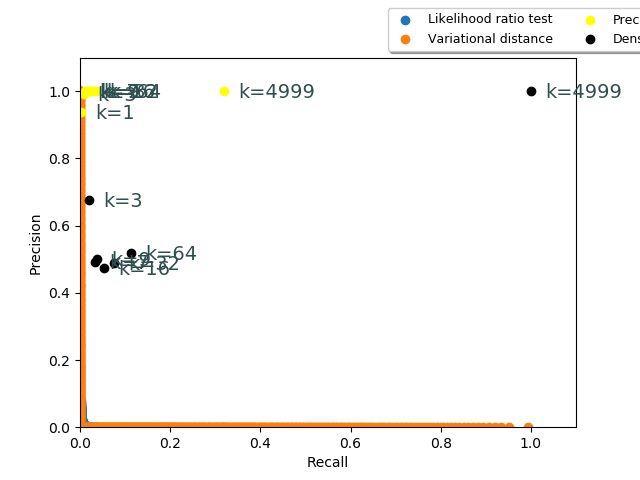 Likelihood ratio test
Variational distance
Prec
Dens
Precision
1.0
0.8
0.6
0.4
0.2
0.0
k=4999
k=4999
k=1
k=3
k=64
k=16
0.0
0.2
0.4
0.6
0.8
1.0
Recall